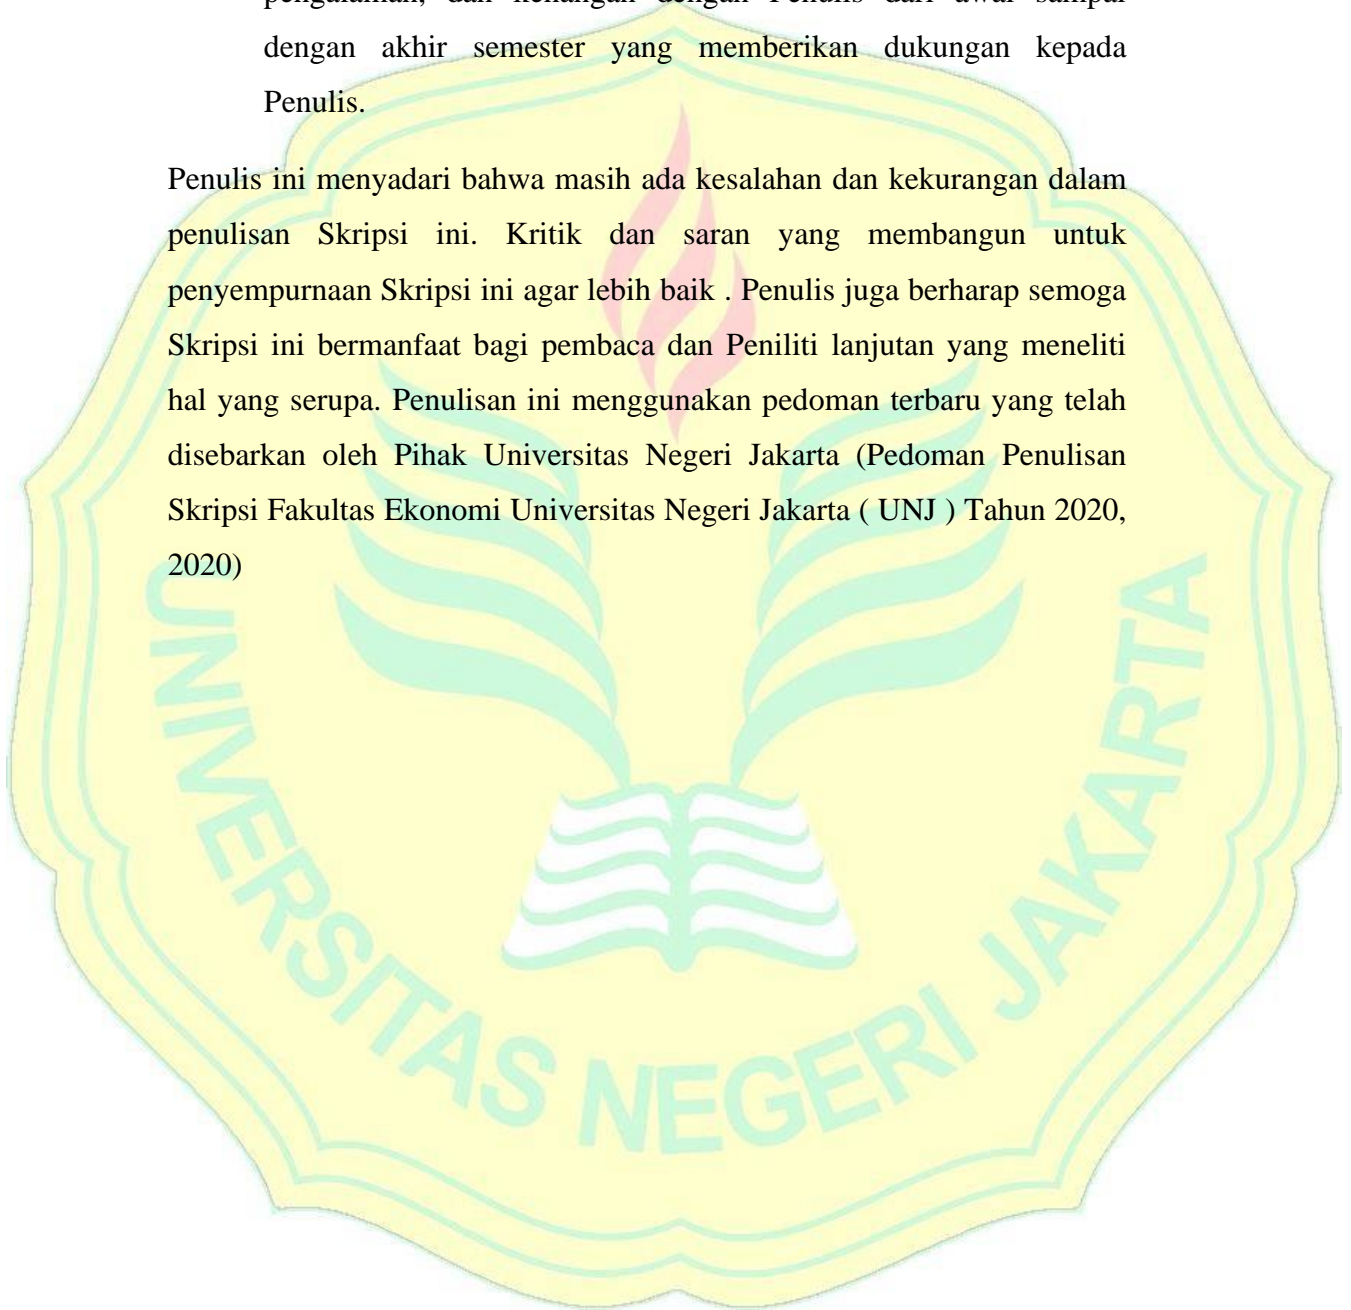 pengalaman, dan kenangan dengan Penulis dari awal sampai
dengan akhir semester yang memberikan dukungan kepada
Penulis.
Penulis ini menyadari bahwa masih ada kesalahan dan kekurangan dalam
penulisan Skripsi ini. Kritik dan saran yang membangun untuk
penyempurnaan Skripsi ini agar lebih baik . Penulis juga berharap semoga
Skripsi ini bermanfaat bagi pembaca dan Peniliti lanjutan yang meneliti
hal yang serupa. Penulisan ini menggunakan pedoman terbaru yang telah
disebarkan oleh Pihak Universitas Negeri Jakarta (Pedoman Penulisan
Skripsi Fakultas Ekonomi Universitas Negeri Jakarta ( UNJ ) Tahun 2020,
2020)
UNIVERSITAS NEGERI JAKARTA